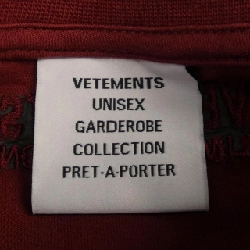 VETEMENTS
UNISEX
GARDEROBE
COLLECTION
PRET-A-PORTER